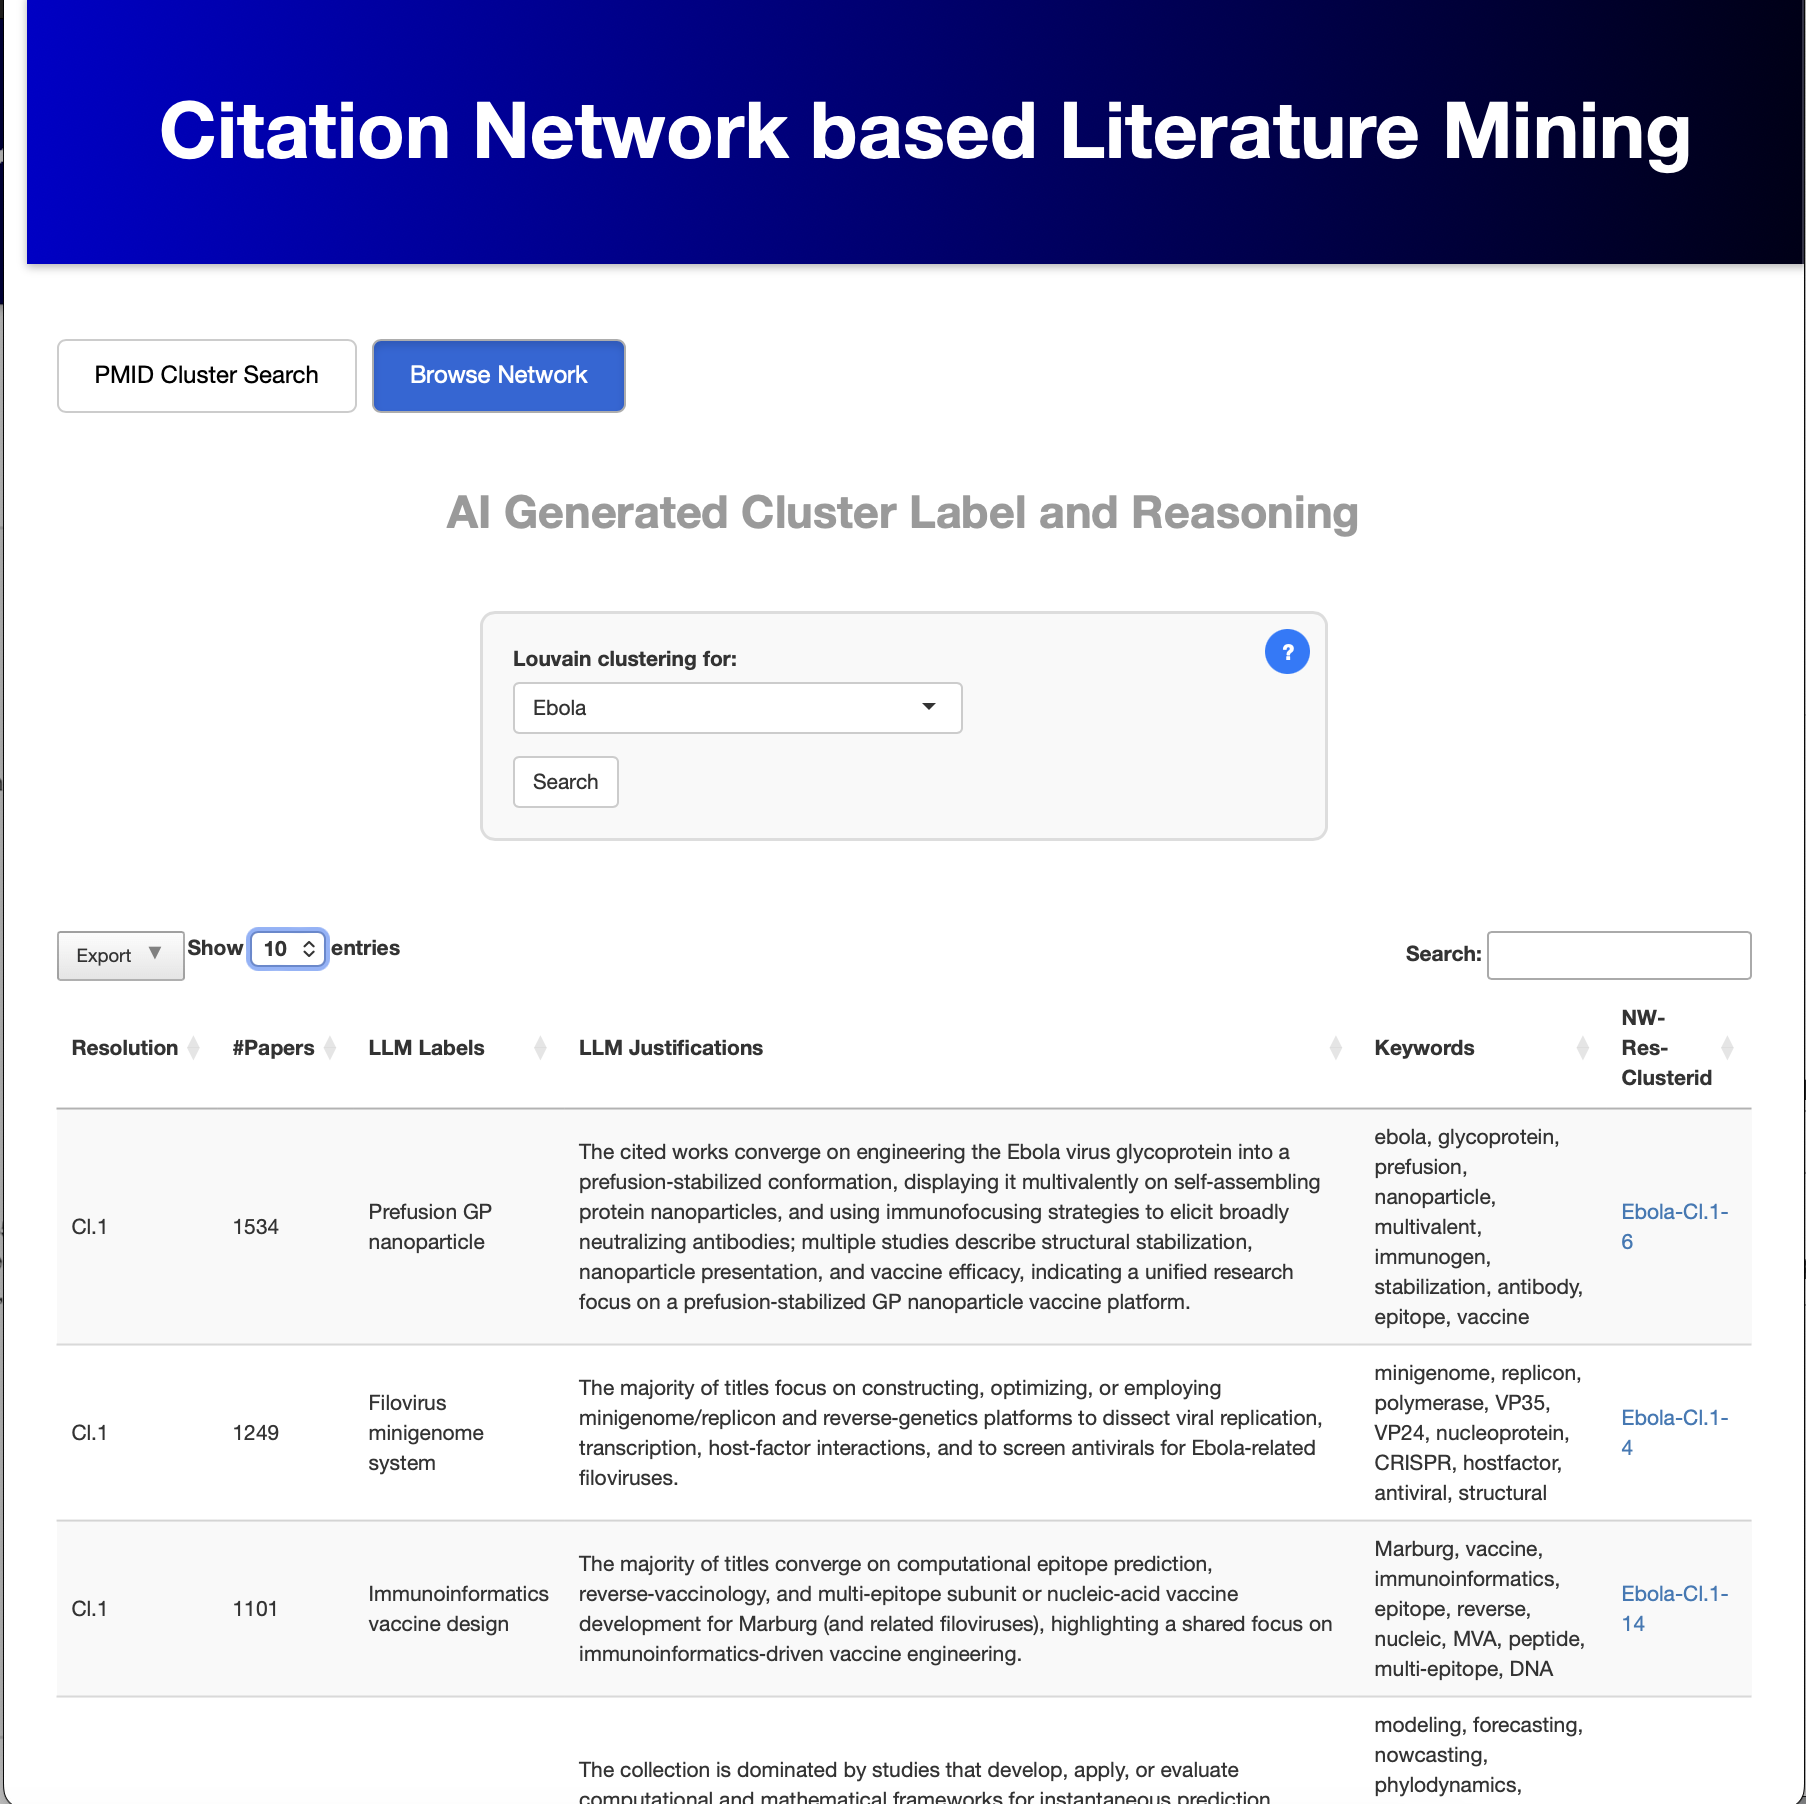 Citation Network based Literature Mining
PMID Cluster Search
Browse Network
AI Generated Cluster Label and Reasoning
Louvain clustering for:
?
Ebola
Search
Export ▼ Show 10 entries
Search:
Resolution #Papers LLM Labels LLM Justifications Keywords NW-
Res-
Clusterid
Cl.1
1534
Prefusion GP
nanoparticle
The cited works converge on engineering the Ebola virus glycoprotein into a
prefusion-stabilized conformation, displaying it multivalently on self-assembling
protein nanoparticles, and using immunofocusing strategies to elicit broadly
neutralizing antibodies; multiple studies describe structural stabilization,
nanoparticle presentation, and vaccine efficacy, indicating a unified research
focus on a prefusion-stabilized GP nanoparticle vaccine platform.
ebola, glycoprotein,
prefusion,
nanoparticle,
multivalent,
immunogen,
stabilization, antibody,
epitope, vaccine
Ebola-Cl.1-
6
Cl.1
1249
Filovirus
minigenome
system
The majority of titles focus on constructing, optimizing, or employing
minigenome/replicon and reverse-genetics platforms to dissect viral replication,
transcription, host-factor interactions, and to screen antivirals for Ebola-related
filoviruses.
minigenome, replicon,
polymerase, VP35,
VP24, nucleoprotein,
CRISPR, hostfactor,
antiviral, structural
Ebola-Cl.1-
4
Cl.1
1101
Immunoinformatics
vaccine design
The majority of titles converge on computational epitope prediction,
reverse-vaccinology, and multi-epitope subunit or nucleic-acid vaccine
development for Marburg (and related filoviruses), highlighting a shared focus on
immunoinformatics-driven vaccine engineering.
Marburg, vaccine,
immunoinformatics,
epitope, reverse,
nucleic, MVA, peptide,
multi-epitope, DNA
Ebola-Cl.1-
14
The collection is dominated by studies that develop, apply, or evaluate
computational and mathematical frameworks for instantaneous prediction
modeling, forecasting,
nowcasting,
phylodynamics,